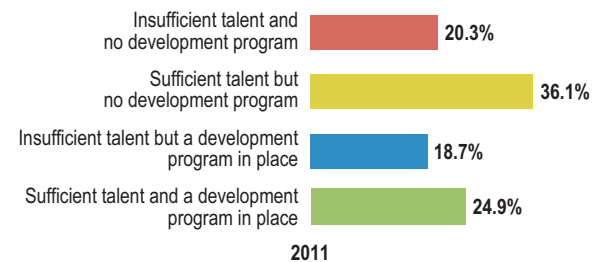 Insufficient talent and
no development program
20.3%
Sufficient talent but
no development program
36.1%
Insufficient talent but a development
program in place
18.7%
Sufficient talent and a development
program in place
24.9%
2011